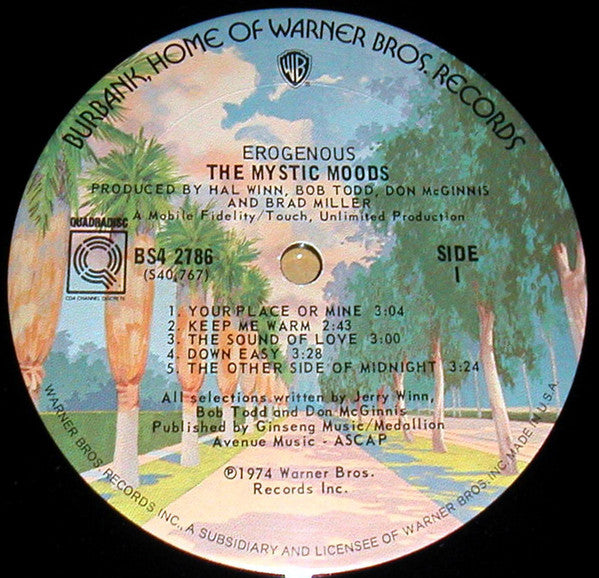 BURBANK, HOME OF WARNER BROS. RECORDS
WB
EROGENOUS
THE MYSTIC MOODS
PRODUCED BY HAL WINN, BOB TODD, DON McGINNIS
AND BRAD MILLER
A Mobile Fidelity/Touch, Unlimited Production
QUADRADISC
Q
CD4 CHANNEL DISCRETE
BS4 2786
(S40,767)
SIDE
1
1. YOUR PLACE OR MINE 3:04
2. KEEP ME WARM 2:43
3. THE SOUND OF LOVE 3:00
4. DOWN EASY 3:28
5. THE OTHER SIDE OF MIDNIGHT 3:24
All selections written by Jerry Winn,
Bob Todd and Don McGinnis
Published by Ginseng Music/Medallion
Avenue Music - ASCAP
℗1974 Warner Bros.
Records Inc.
WARNER BROS. RECORDS INC., A SUBSIDIARY AND LICENSEE OF WARNER BROS. INC. MADE IN U.S.A.